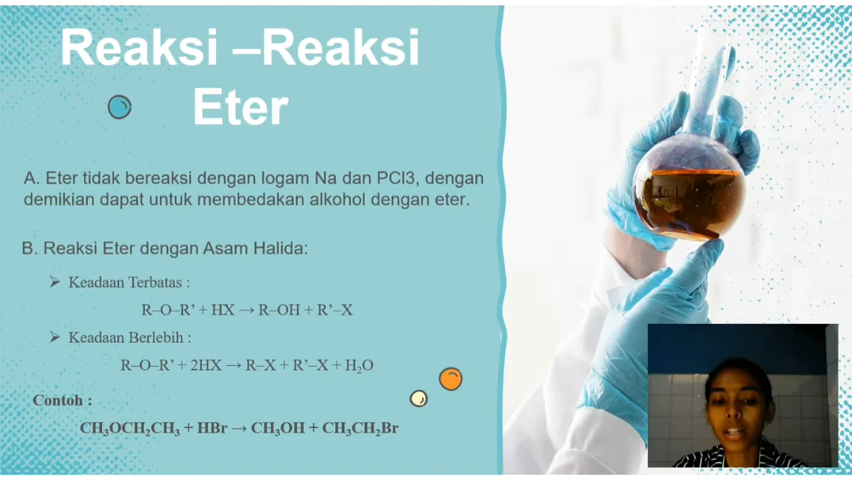 Reaksi –Reaksi
Eter
A. Eter tidak bereaksi dengan logam Na dan PCl3, dengan
demikian dapat untuk membedakan alkohol dengan eter.
B. Reaksi Eter dengan Asam Halida:
➢ Keadaan Terbatas :
R–O–R’ + HX → R–OH + R’–X
➢ Keadaan Berlebih :
R–O–R’ + 2HX → R–X + R’–X + H₂O
Contoh :
CH₃OCH₂CH₃ + HBr → CH₃OH + CH₃CH₂Br